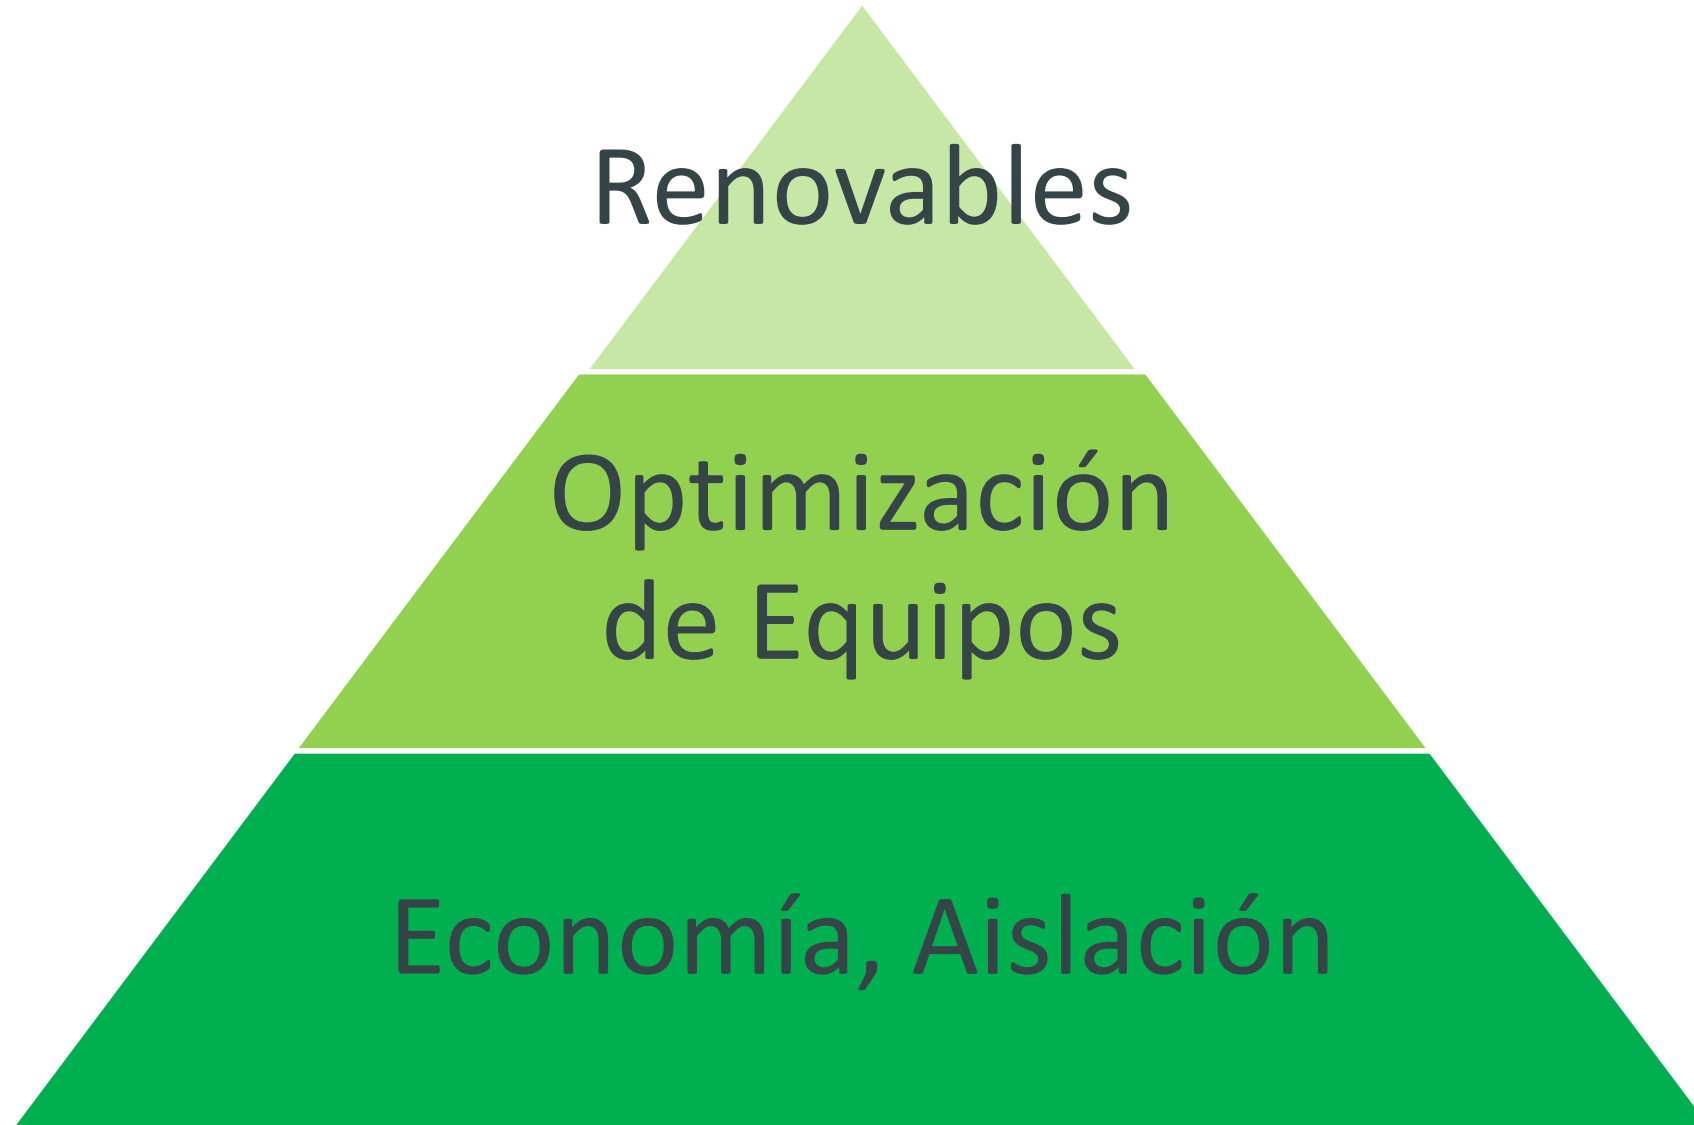 Renovables
Optimización
de Equipos
Economía, Aislación